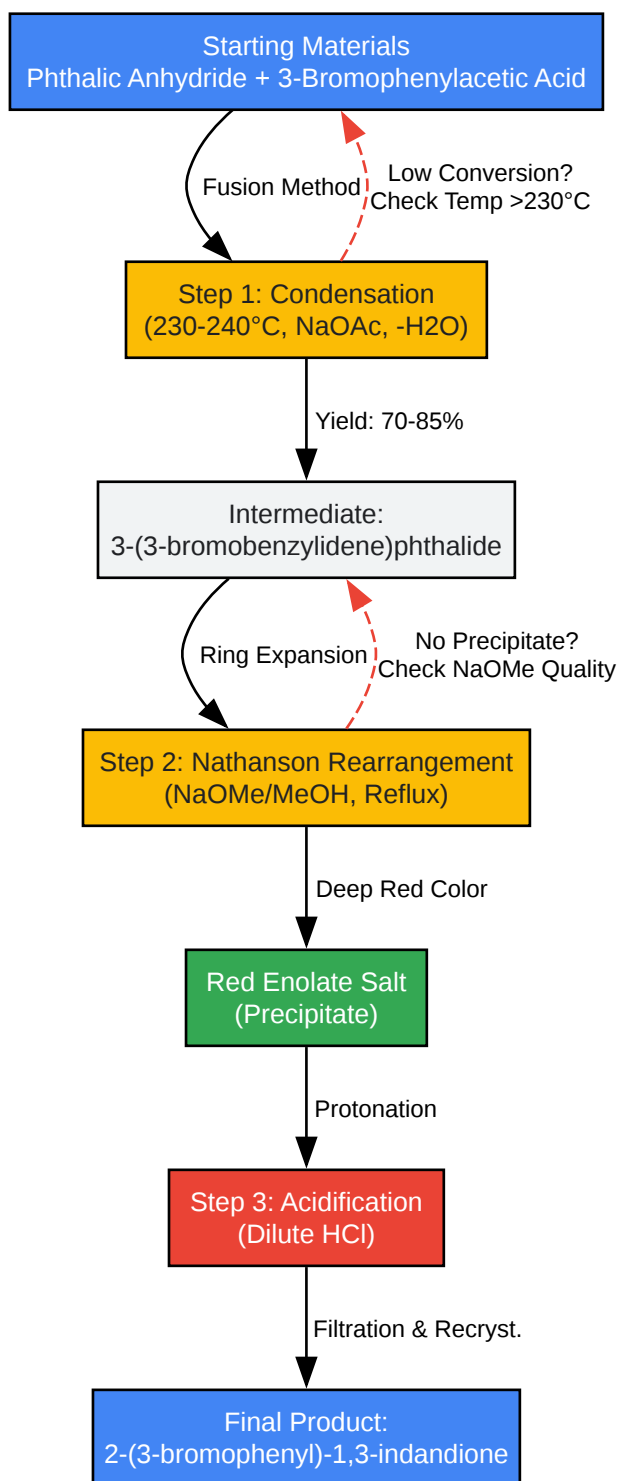 Starting Materials
Phthalic Anhydride + 3-Bromophenylacetic Acid
Fusion Method
Low Conversion?
Check Temp >230°C
Step 1: Condensation
(230-240°C, NaOAc, -H2O)
Yield: 70-85%
Intermediate:
3-(3-bromobenzylidene)phthalide
Ring Expansion
No Precipitate?
Check NaOMe Quality
Step 2: Nathanson Rearrangement
(NaOMe/MeOH, Reflux)
Deep Red Color
Red Enolate Salt
(Precipitate)
Protonation
Step 3: Acidification
(Dilute HCl)
Filtration & Recryst.
Final Product:
2-(3-bromophenyl)-1,3-indandione